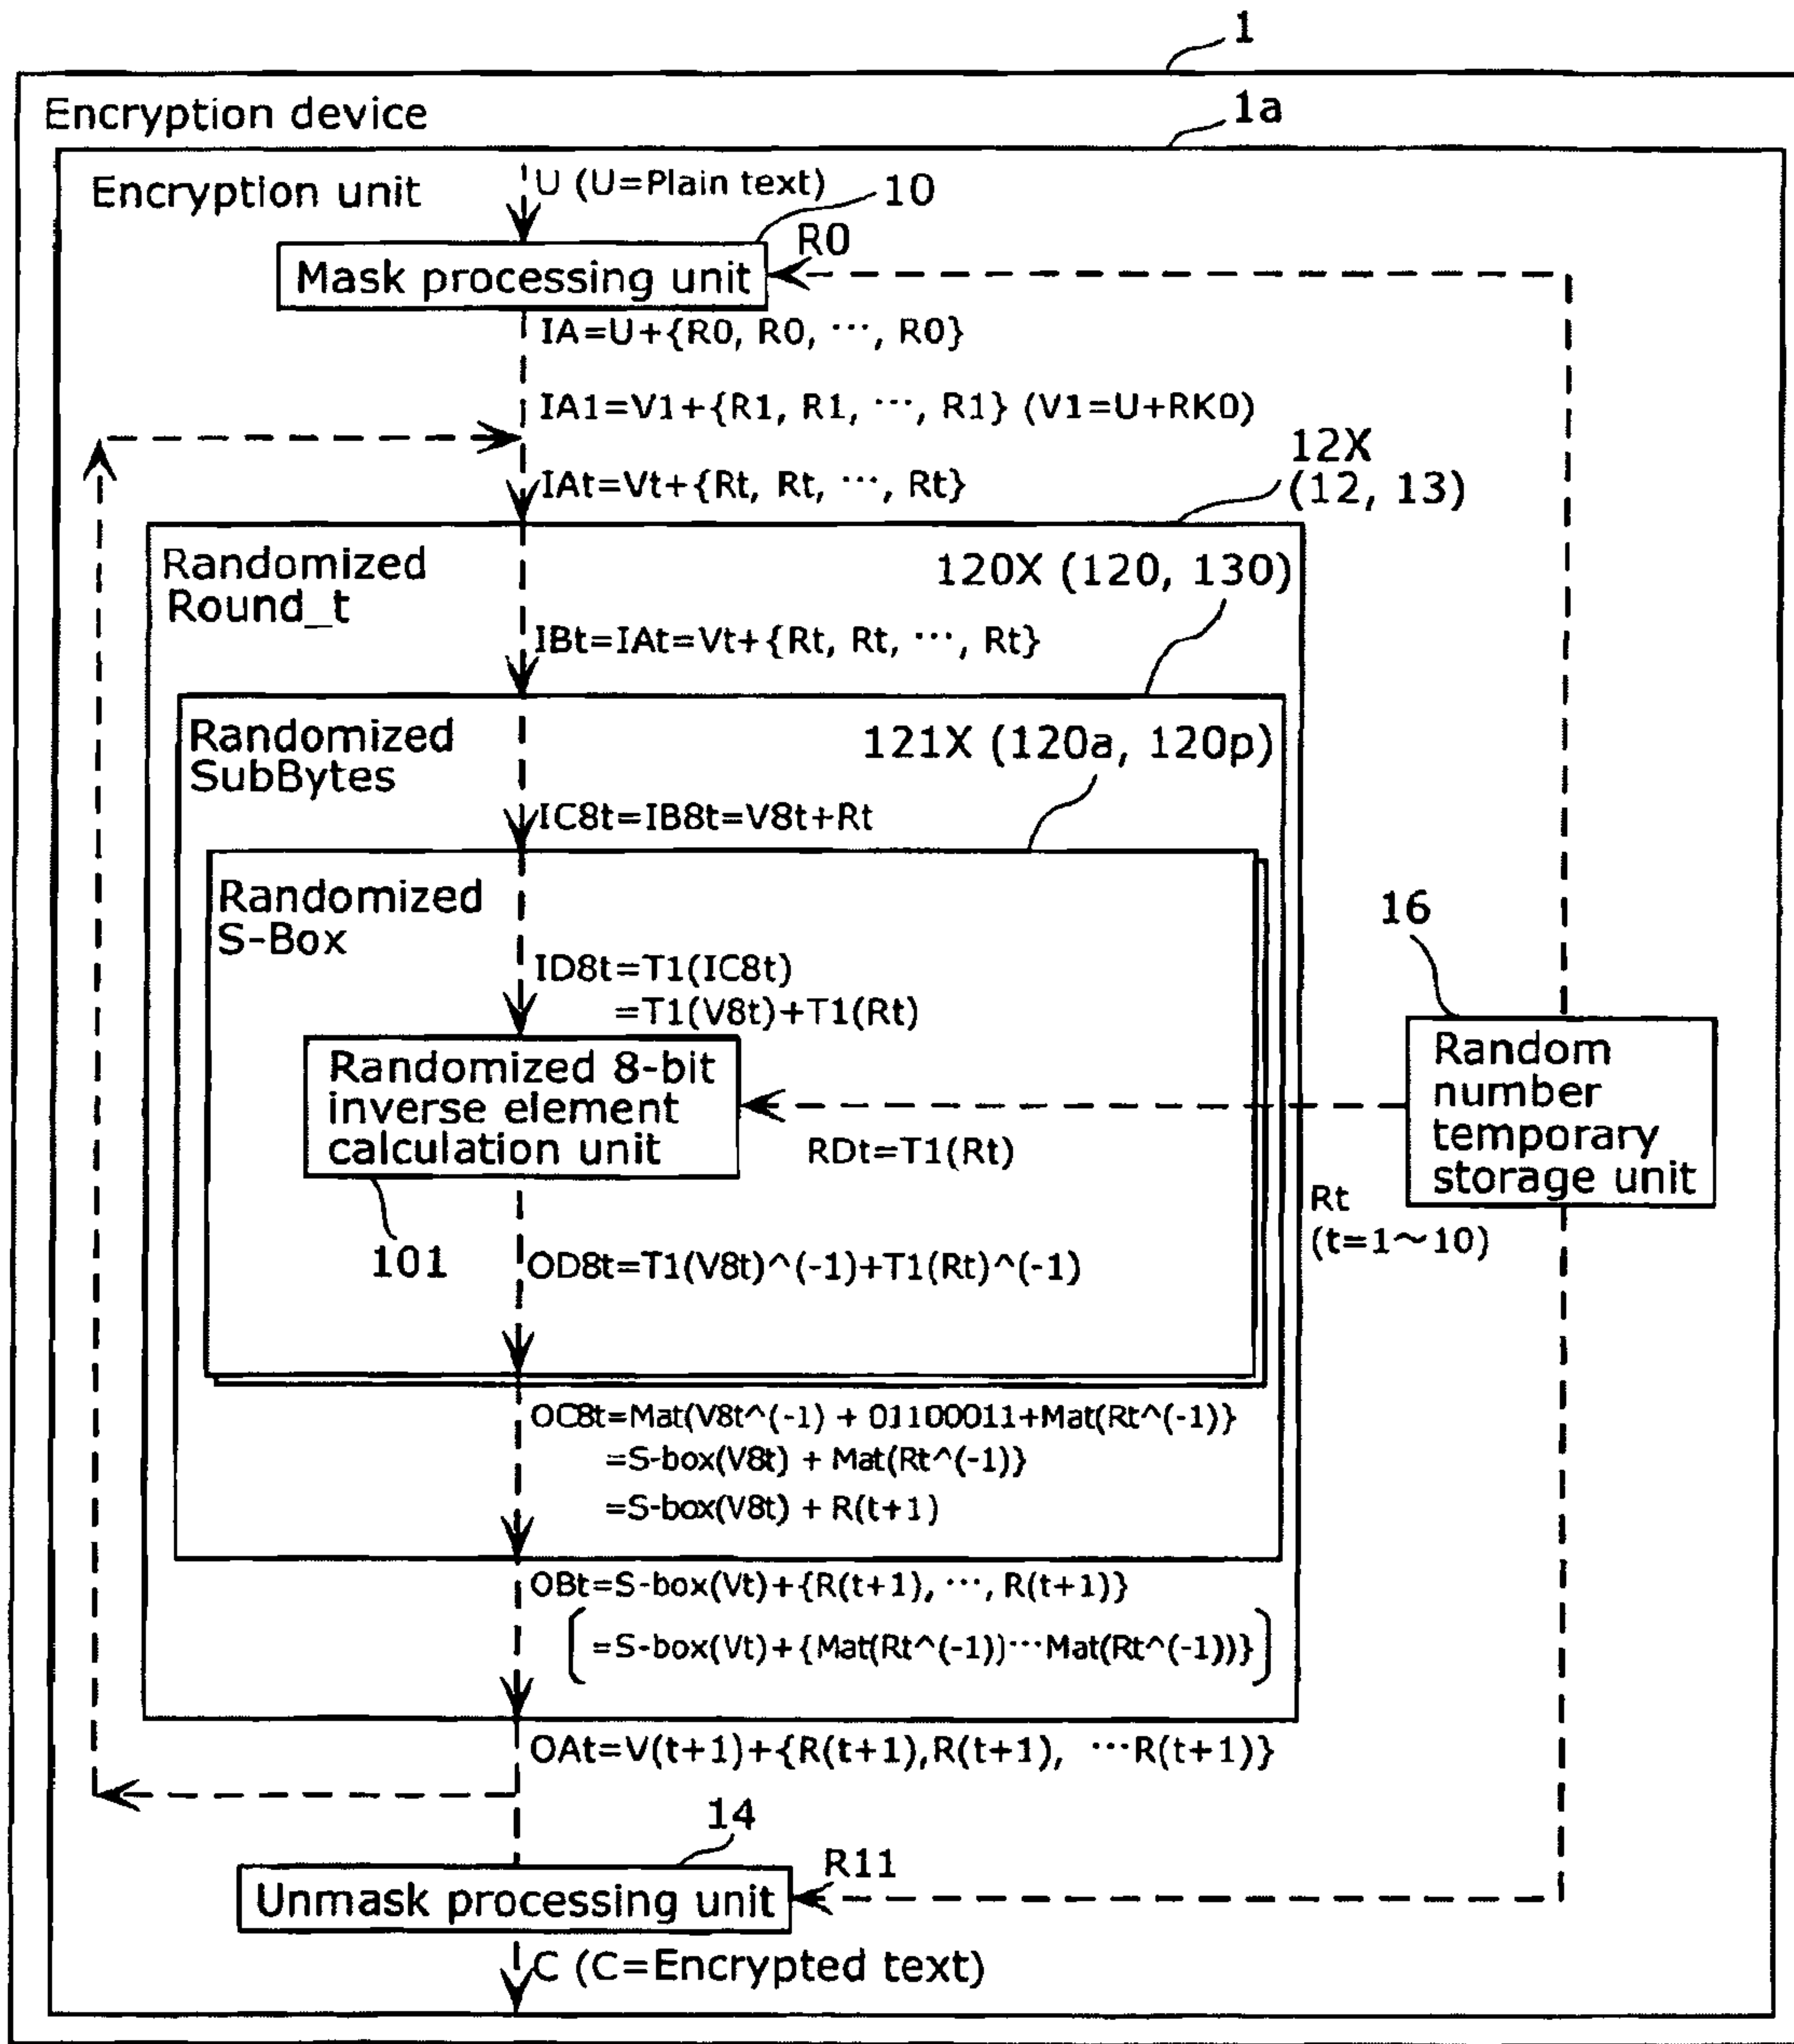 1
Encryption device
1a
Encryption unit
U (U=Plain text)
10
R0
Mask processing unit
IA=U+{R0, R0, ···, R0}
IA1=V1+{R1, R1, ···, R1} (V1=U+RK0)
12X
(12, 13)
IAt=Vt+{Rt, Rt, ···, Rt}
Randomized
Round_t
120X (120, 130)
IBt=IAt=Vt+{Rt, Rt, ···, Rt}
Randomized
SubBytes
121X (120a, 120p)
IC8t=IB8t=V8t+Rt
Randomized
S-Box
16
ID8t=T1(IC8t)
=T1(V8t)+T1(Rt)
Randomized 8-bit
inverse element
calculation unit
Random
number
temporary
storage unit
RDt=T1(Rt)
Rt
(t=1～10)
101
OD8t=T1(V8t)^(-1)+T1(Rt)^(-1)
OC8t=Mat(V8t^(-1) + 01100011+Mat(Rt^(-1)}
=S-box(V8t) + Mat(Rt^(-1)}
=S-box(V8t) + R(t+1)
OBt=S-box(Vt)+{R(t+1), ···, R(t+1)}
(=S-box(Vt)+{Mat(Rt^(-1))···Mat(Rt^(-1))})
OAt=V(t+1)+{R(t+1),R(t+1), ···R(t+1)}
14
R11
Unmask processing unit
C (C=Encrypted text)